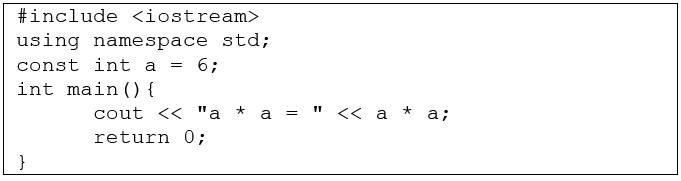 #include <iostream>
using namespace std;
const int a = 6;
int main(){
      cout << "a * a = " << a * a;
      return 0;
}